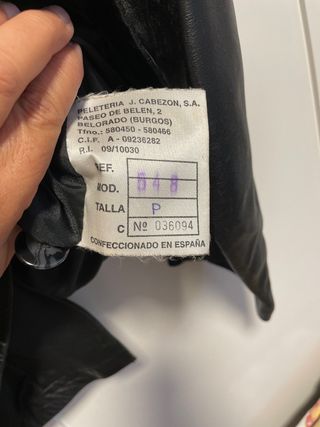 PELETERIA J. CABEZON, S.A.
PASEO DE BELEN, 2
BELORADO (BURGOS)
Tfno.: 580450 - 580466
C.I.F. A - 09236282
R.I. 09/10030
REF.
MOD. 648
TALLA P
C Nº 036094
CONFECCIONADO EN ESPAÑA